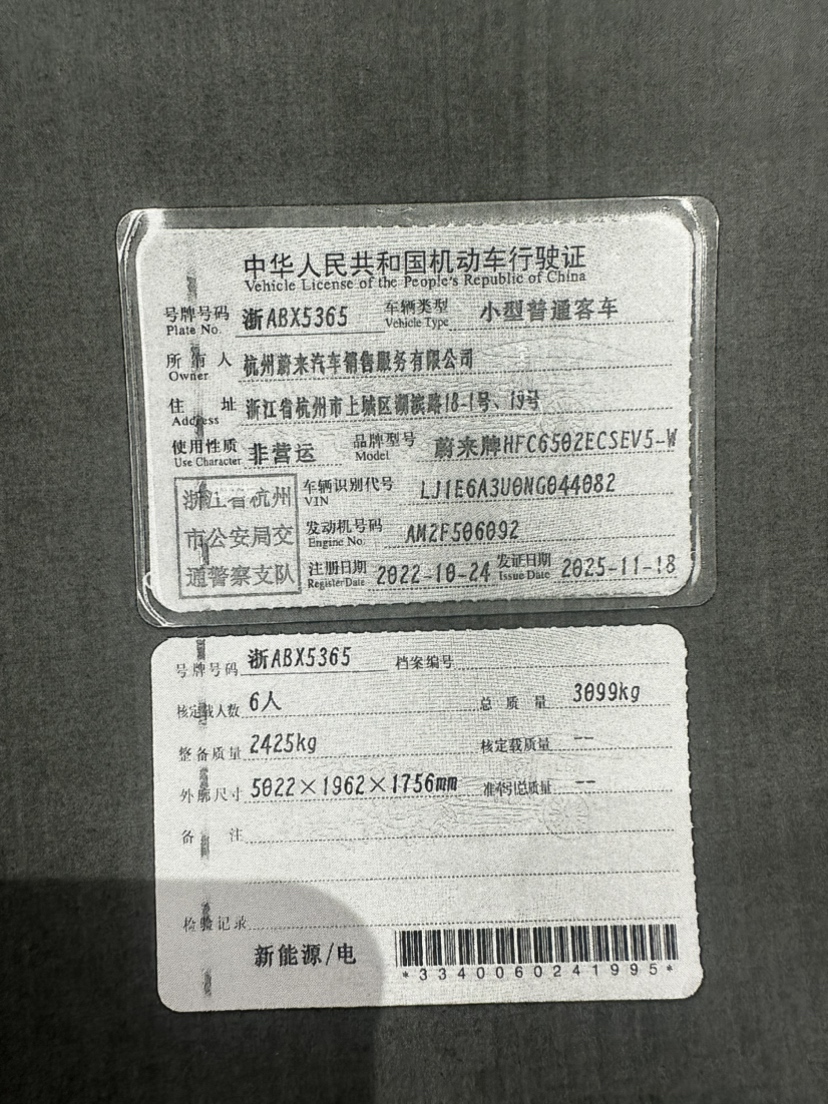 中华人民共和国机动车行驶证
Vehicle License of the People's Republic of China
号牌号码 浙ABX5365 车辆类型 小型普通客车
Plate No. Vehicle Type
所有人 杭州蔚来汽车销售服务有限公司
Owner
住址 浙江省杭州市上城区湖滨路18-1号、19号
Address
使用性质 非营运 品牌型号 蔚来牌HFC6502ECSEV5-W
Use Character Model
浙江省杭州
市公安局交
通警察支队
车辆识别代号 LJ1E6A3U0NG044082
VIN
发动机号码 AM2F506092
Engine No.
注册日期 2022-10-24 发证日期 2025-11-18
Register Date Issue Date
号牌号码 浙ABX5365 档案编号
核定载人数 6人 总质量 3099kg
整备质量 2425kg 核定载质量 --
外廓尺寸 5022×1962×1756mm 准牵引总质量 --
备注
检验记录
新能源/电
*3340060241995*